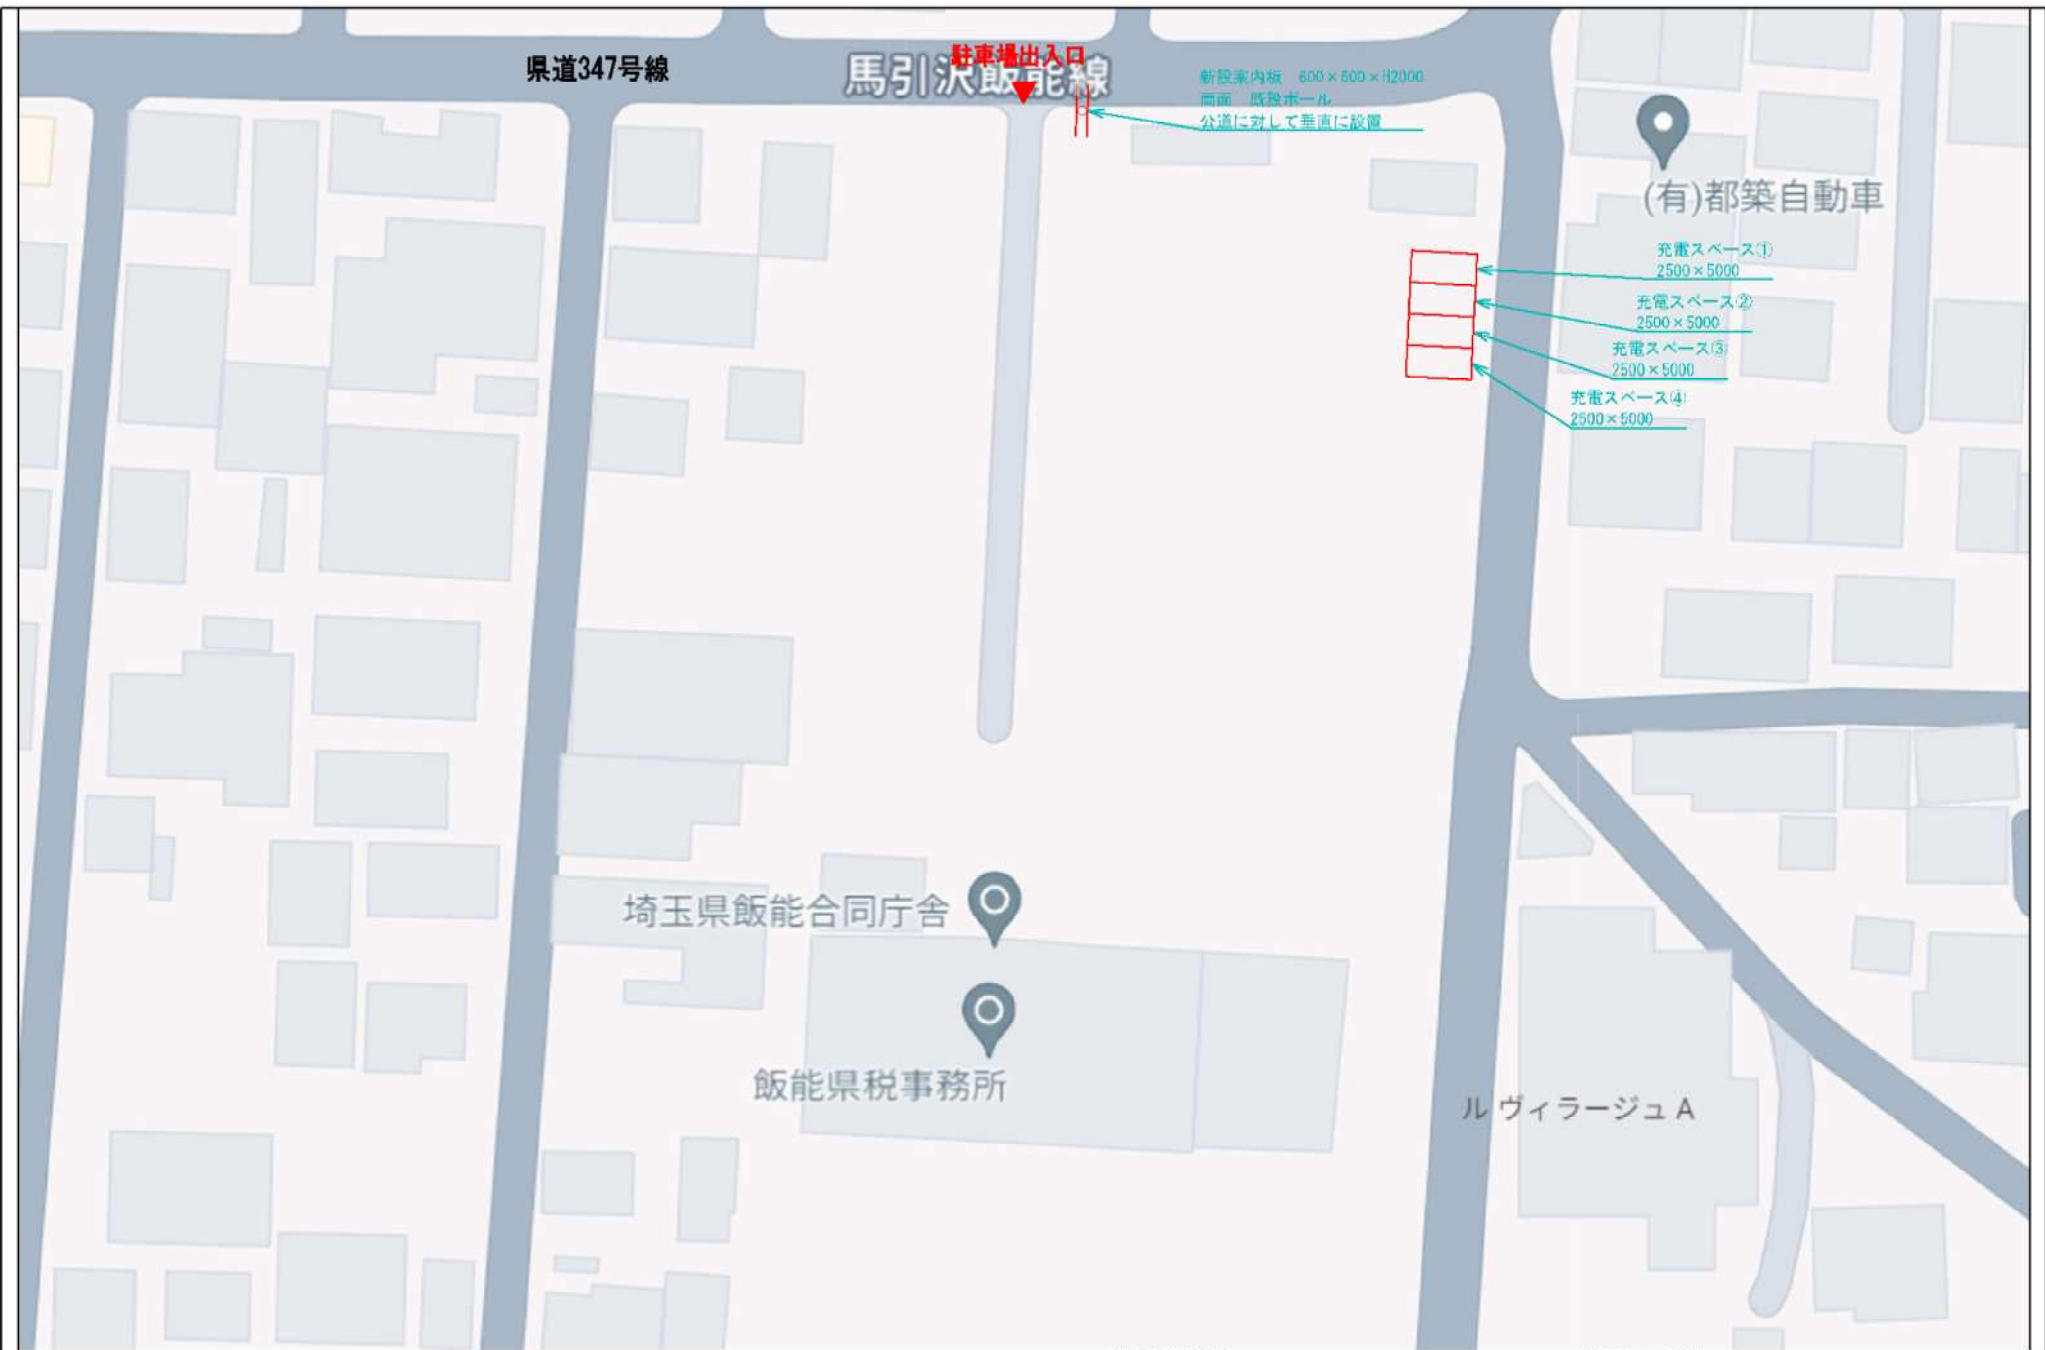 県道347号線
馬引沢飯能線
駐車場出入口
新設案内板 600×600×H2000
両面 既設ポール
公道に対して垂直に設置
(有)都築自動車
充電スペース①
2500×5000
充電スペース②
2500×5000
充電スペース③
2500×5000
充電スペース④
2500×5000
埼玉県飯能合同庁舎
飯能県税事務所
ル ヴィラージュ A